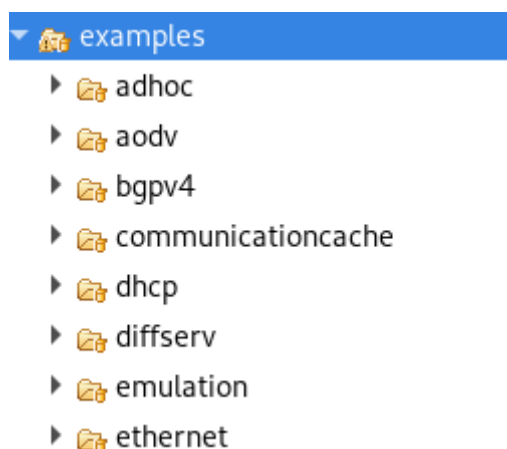 examples
adhoc
aodv
bgpv4
communicationcache
dhcp
diffserv
emulation
ethernet